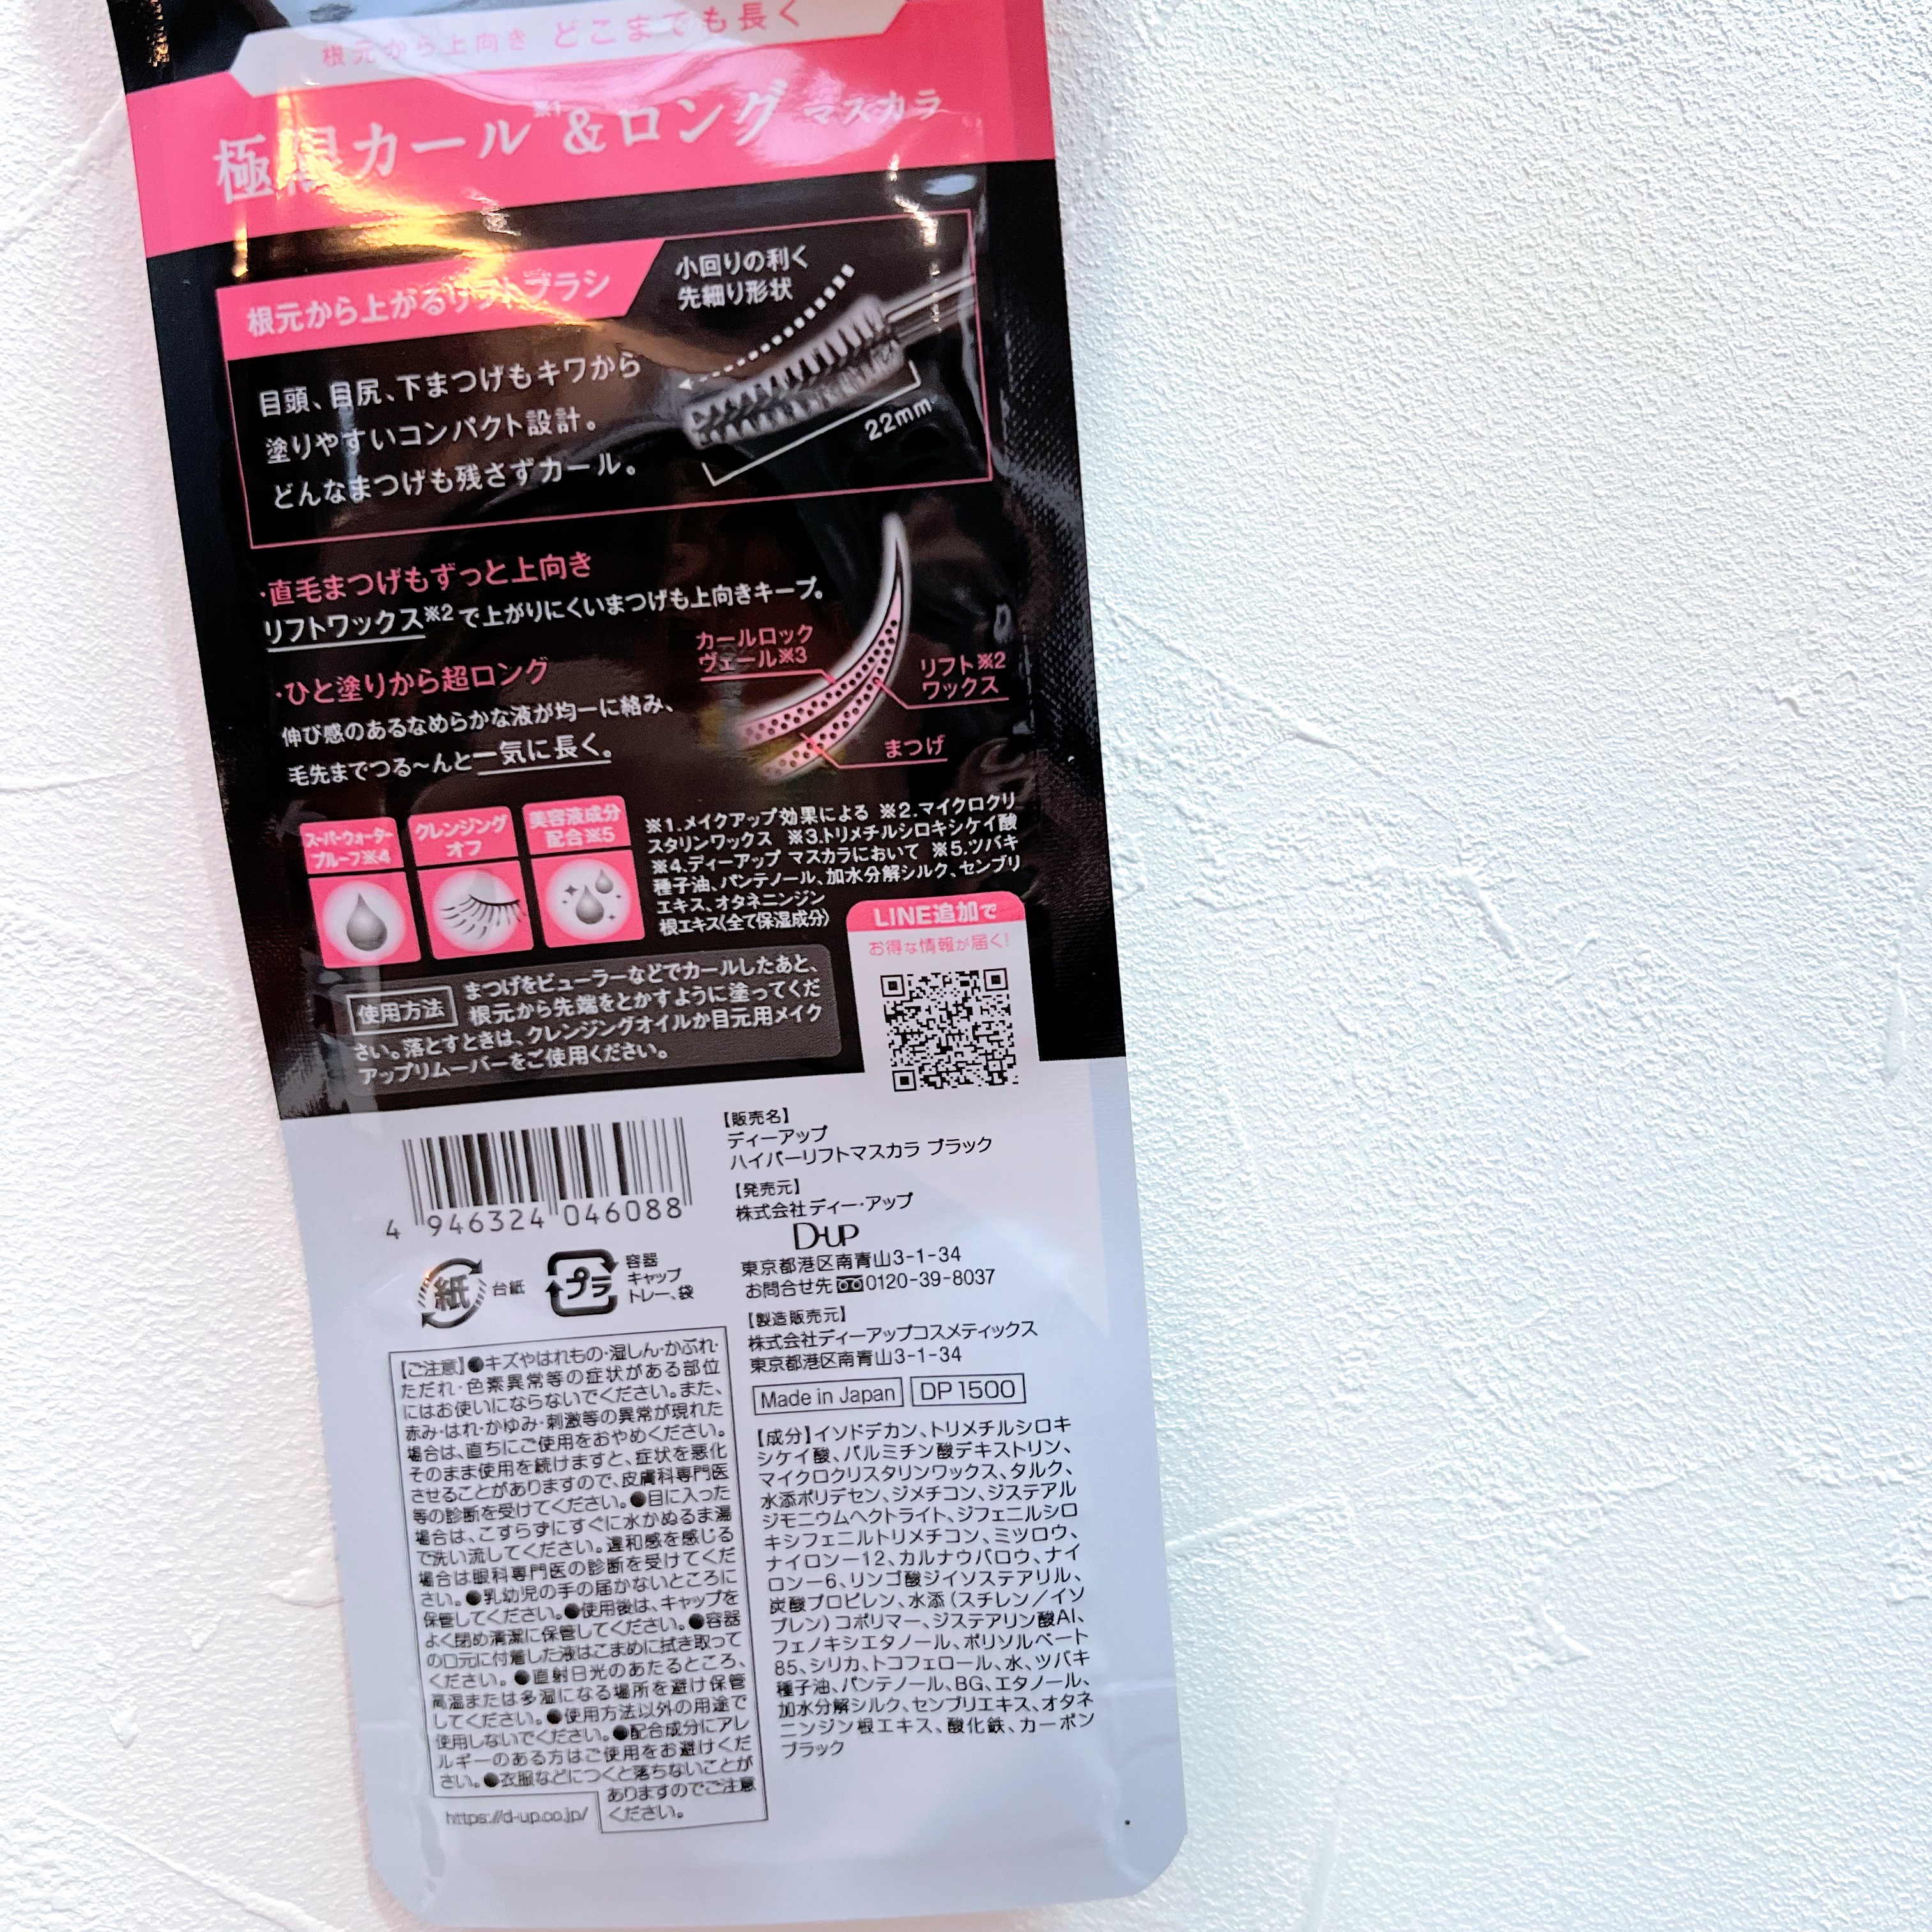 根元から上向き どこまでも長く
極限カール※1&ロング マスカラ
根元から上がるリフトブラシ
小回りの利く
先細り形状
目頭、目尻、下まつげもキワから
塗りやすいコンパクト設計。
どんなまつげも残さずカール。
22mm
・直毛まつげもずっと上向き
リフトワックス※2で上がりにくいまつげも上向きキープ。
・ひと塗りから超ロング
伸び感のあるなめらかな液が均一に絡み、
毛先までつる〜んと一気に長く。
カールロック
ヴェール※3
リフト※2
ワックス
まつげ
スーパーウォーター
プルーフ※4
クレンジング
オフ
美容液成分
配合※5
※1.メイクアップ効果による ※2.マイクロクリ
スタリンワックス ※3.トリメチルシロキシケイ酸
※4.ディーアップ マスカラにおいて ※5.ツバキ
種子油、パンテノール、加水分解シルク、センブリ
エキス、オタネニンジン
根エキス(全て保湿成分)
LINE追加で
お得な情報が届く!
使用方法
まつげをビューラーなどでカールしたあと、
根元から先端をとかすように塗ってくだ
さい。落とすときは、クレンジングオイルか目元用メイク
アップリムーバーをご使用ください。
4 946324 046088
紙
台紙
プラ
容器
キャップ
トレー、袋
【販売名】
ディーアップ
ハイパーリフトマスカラ ブラック
【発売元】
株式会社ディー・アップ
D-UP
東京都港区南青山3-1-34
お問合せ先 0120-39-8037
【製造販売元】
株式会社ディーアップコスメティックス
東京都港区南青山3-1-34
Made in Japan
DP1500
【ご注意】●キズやはれもの・湿しん・かぶれ・
ただれ・色素異常等の症状がある部位
にはお使いにならないでください。また、
赤み・はれ・かゆみ・刺激等の異常が現れた
場合は、直ちにご使用をおやめください。
そのまま使用を続けますと、症状を悪化
させることがありますので、皮膚科専門医
等の診断を受けてください。●目に入った
場合は、こすらずにすぐに水かぬるま湯
で洗い流してください。違和感を感じる
場合は眼科専門医の診断を受けてくだ
さい。●乳幼児の手の届かないところに
保管してください。●使用後は、キャップを
よく閉め清潔に保管してください。●容器
の口元に付着した液はこまめに拭き取って
ください。●直射日光のあたるところ、
高温または多湿になる場所を避け保管
してください。●使用方法以外の用途で
使用しないでください。●配合成分にアレ
ルギーのある方はご使用をお避けくだ
さい。●衣服などにつくと落ちないことが
ありますのでご注意
ください。
https://d-up.co.jp/
【成分】イソドデカン、トリメチルシロキ
シケイ酸、パルミチン酸デキストリン、
マイクロクリスタリンワックス、タルク、
水添ポリデセン、ジメチコン、ジステアル
ジモニウムヘクトライト、ジフェニルシロ
キシフェニルトリメチコン、ミツロウ、
ナイロン－12、カルナウバロウ、ナイ
ロン－6、リンゴ酸ジイソステアリル、
炭酸プロピレン、水添(スチレン／イソ
プレン)コポリマー、ジステアリン酸Al、
フェノキシエタノール、ポリソルベート
85、シリカ、トコフェロール、水、ツバキ
種子油、パンテノール、BG、エタノール、
加水分解シルク、センブリエキス、オタネ
ニンジン根エキス、酸化鉄、カーボン
ブラック